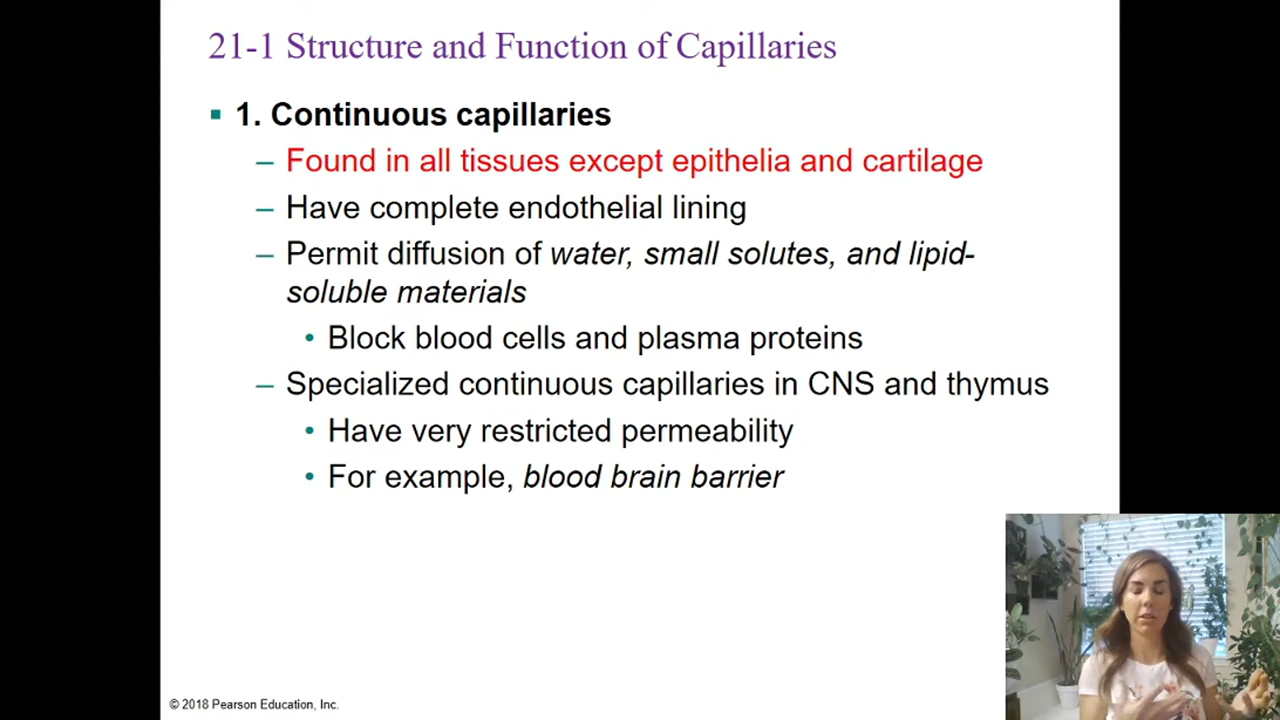 21-1 Structure and Function of Capillaries
▪ 1. Continuous capillaries
– Found in all tissues except epithelia and cartilage
– Have complete endothelial lining
– Permit diffusion of water, small solutes, and lipid-
soluble materials
• Block blood cells and plasma proteins
– Specialized continuous capillaries in CNS and thymus
• Have very restricted permeability
• For example, blood brain barrier
© 2018 Pearson Education, Inc.